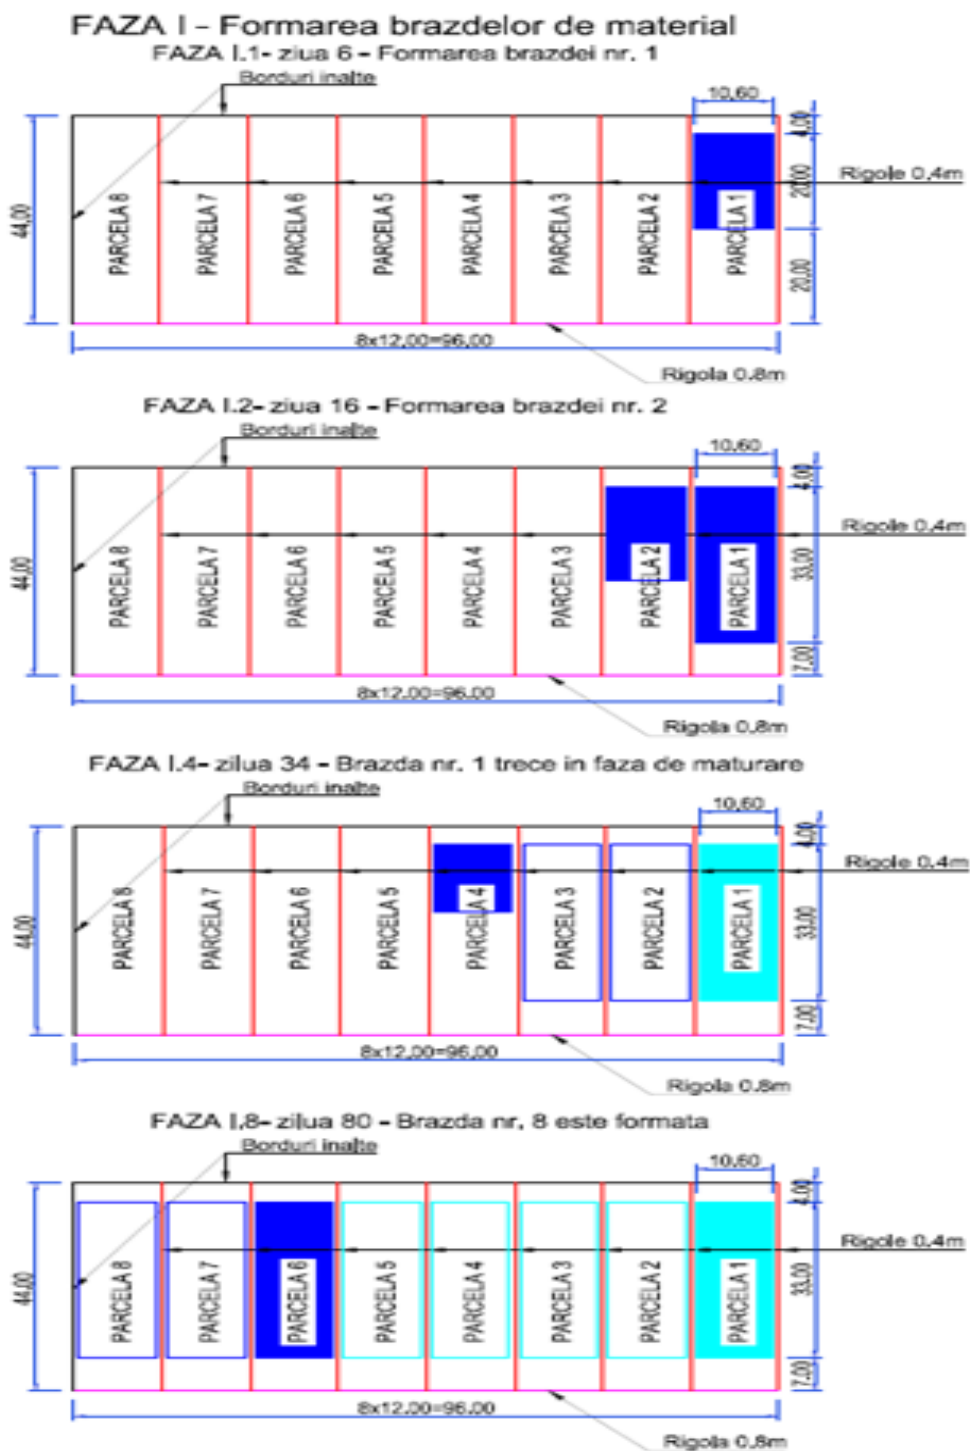 FAZA I - Formarea brazdelor de material
FAZA I.1- ziua 6 - Formarea brazdei nr. 1
Borduri inalte
10,60
4,00
Rigole 0.4m
20,00
44,00
PARCELA 8
PARCELA 7
PARCELA 6
PARCELA 5
PARCELA 4
PARCELA 3
PARCELA 2
PARCELA 1
20,00
8x12,00=96,00
Rigola 0.8m
FAZA I.2- ziua 16 - Formarea brazdei nr. 2
Borduri inalte
10,60
4,00
Rigole 0.4m
33,00
44,00
PARCELA 8
PARCELA 7
PARCELA 6
PARCELA 5
PARCELA 4
PARCELA 3
PARCELA 2
PARCELA 1
7,00
8x12,00=96,00
Rigola 0.8m
FAZA I.4- zilua 34 - Brazda nr. 1 trece in faza de maturare
Borduri inalte
10,60
4,00
Rigole 0.4m
33,00
44,00
PARCELA 8
PARCELA 7
PARCELA 6
PARCELA 5
PARCELA 4
PARCELA 3
PARCELA 2
PARCELA 1
7,00
8x12,00=96,00
Rigola 0.8m
FAZA I.8- zilua 80 - Brazda nr. 8 este formata
Borduri inalte
10,60
4,00
Rigole 0.4m
33,00
44,00
PARCELA 8
PARCELA 7
PARCELA 6
PARCELA 5
PARCELA 4
PARCELA 3
PARCELA 2
PARCELA 1
7,00
8x12,00=96,00
Rigola 0.8m